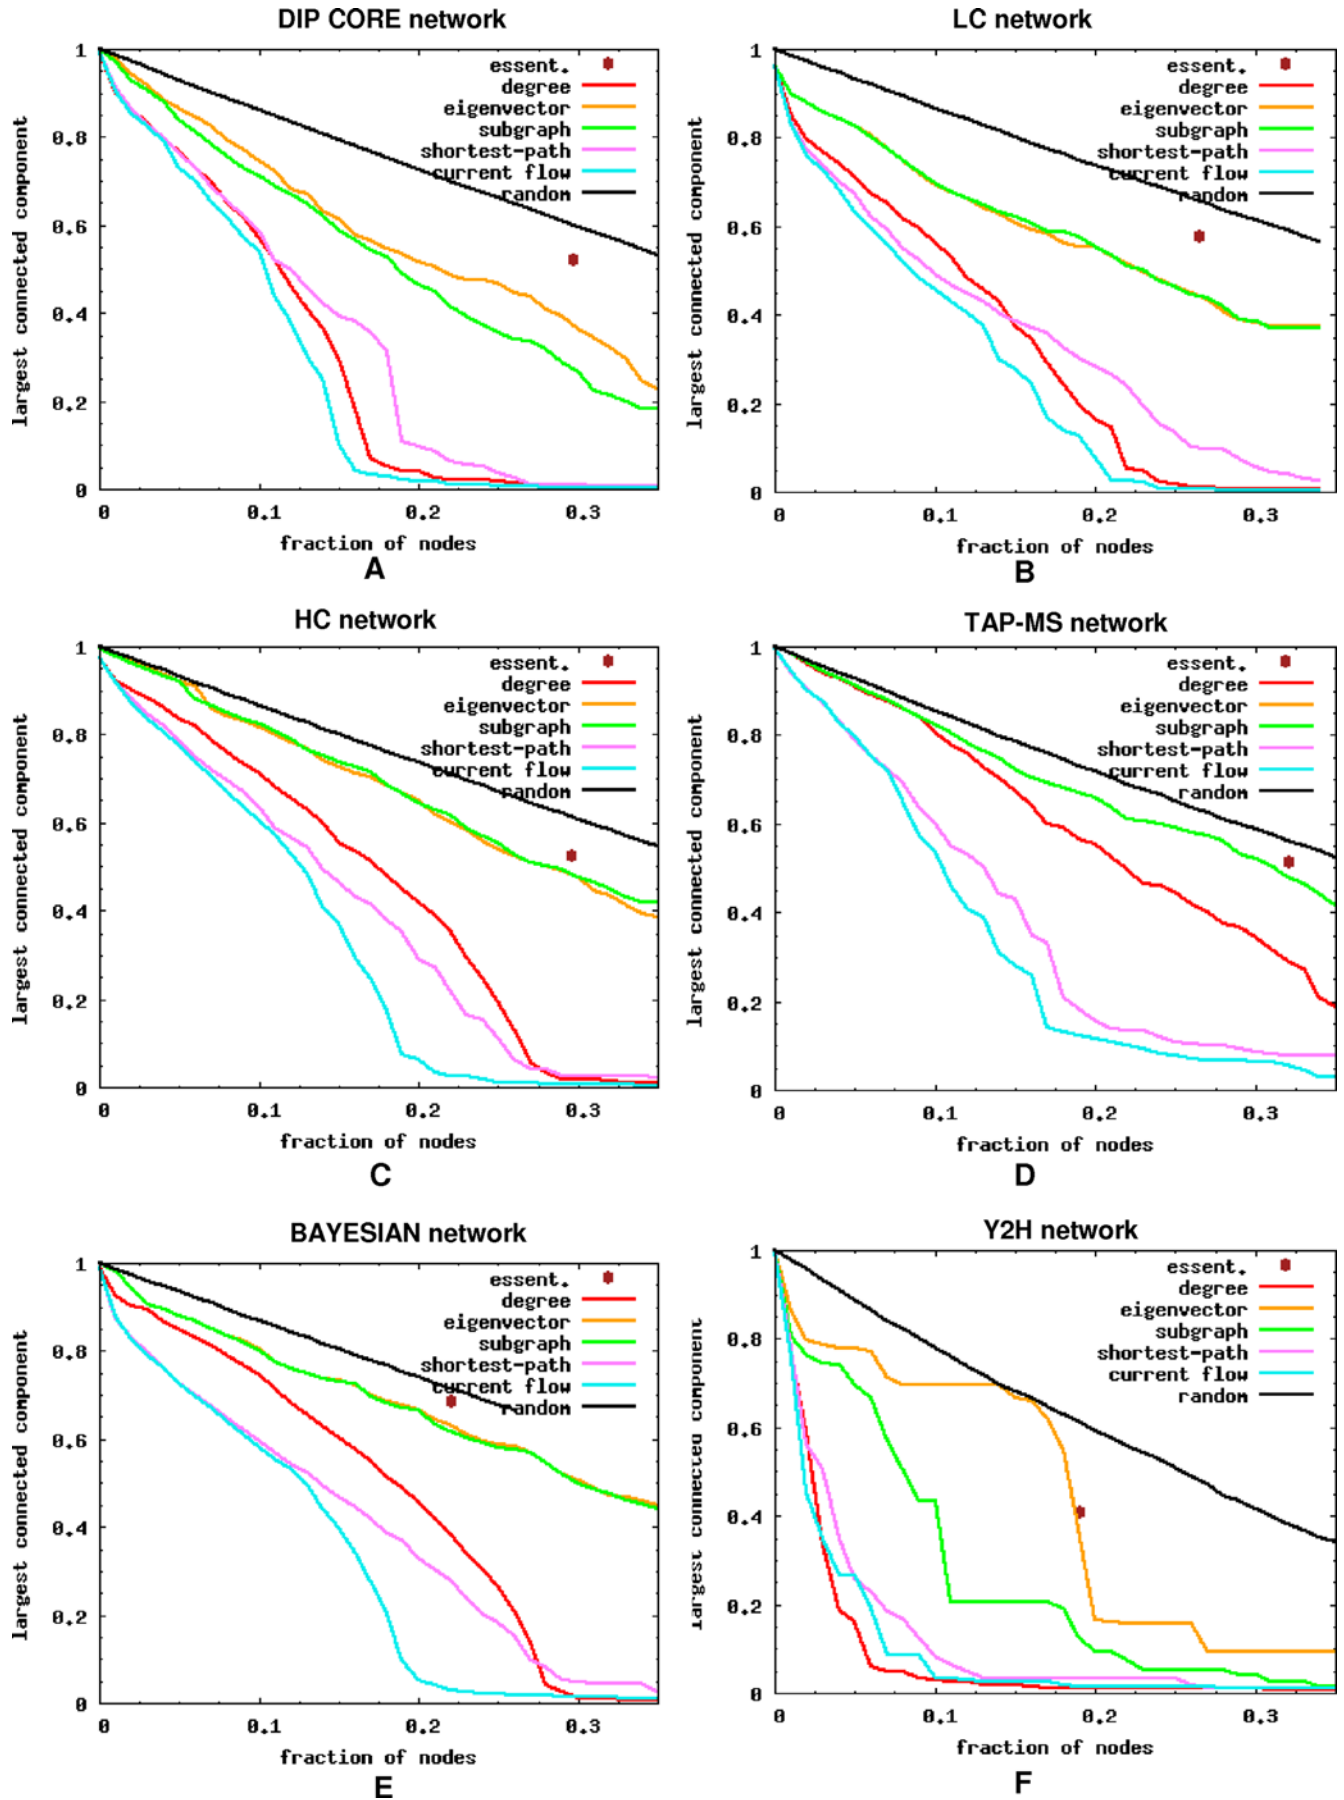 DIP CORE network
1
0.8
0.6
0.4
0.2
0
largest connected component
essent.
degree
eigenvector
subgraph
shortest-path
current flow
random
0
0.1
0.2
0.3
fraction of nodes
A
LC network
1
0.8
0.6
0.4
0.2
0
largest connected component
essent.
degree
eigenvector
subgraph
shortest-path
current flow
random
0
0.1
0.2
0.3
fraction of nodes
B
HC network
1
0.8
0.6
0.4
0.2
0
largest connected component
essent.
degree
eigenvector
subgraph
shortest-path
current flow
random
0
0.1
0.2
0.3
fraction of nodes
C
TAP-MS network
1
0.8
0.6
0.4
0.2
0
largest connected component
essent.
degree
eigenvector
subgraph
shortest-path
current flow
random
0
0.1
0.2
0.3
fraction of nodes
D
BAYESIAN network
1
0.8
0.6
0.4
0.2
0
largest connected component
essent.
degree
eigenvector
subgraph
shortest-path
current flow
random
0
0.1
0.2
0.3
fraction of nodes
E
Y2H network
1
0.8
0.6
0.4
0.2
0
largest connected component
essent.
degree
eigenvector
subgraph
shortest-path
current flow
random
0
0.1
0.2
0.3
fraction of nodes
F